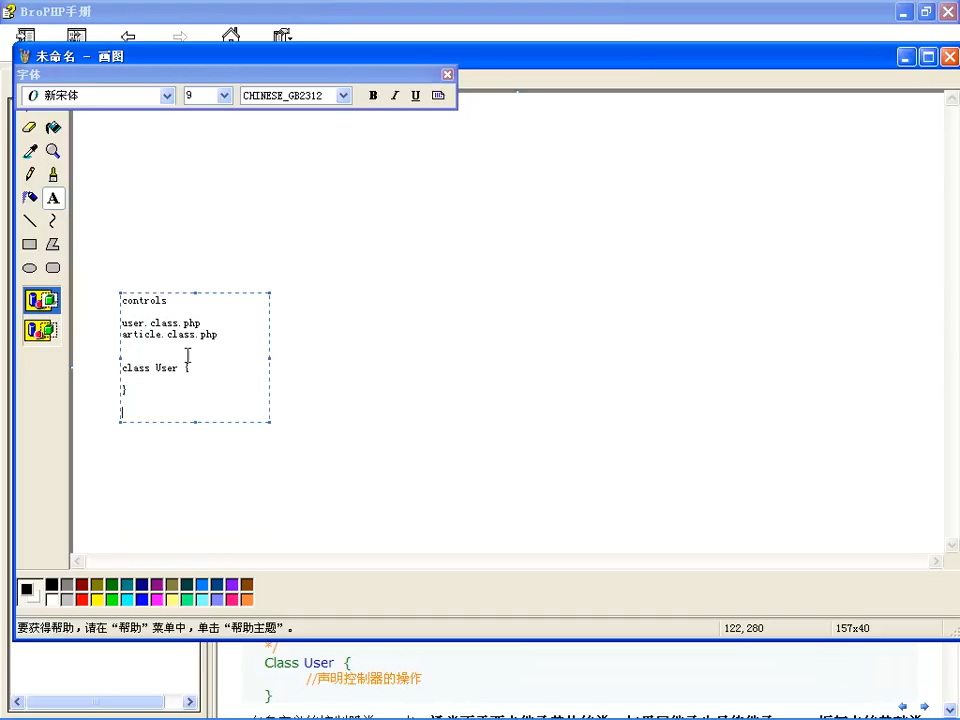 BroPHP手册
未命名 - 画图
字体
新宋体
9
CHINESE_GB2312
B I U
A
controls
user.class.php
article.class.php
class User {
}
要获得帮助，请在“帮助”菜单中，单击“帮助主题”。
122,280
157x40
*/
Class User {
//声明控制器的操作
}